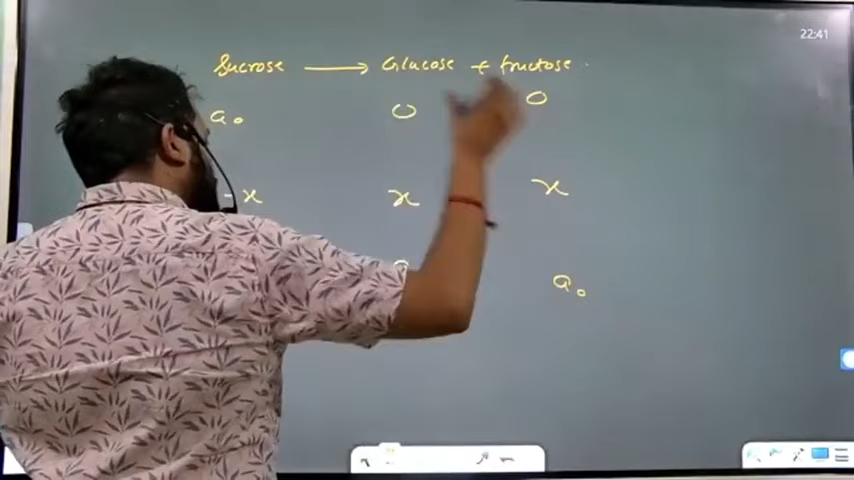 22:41
Sucrose → Glucose + fructose
a₀ 0 0
- x x x
a₀